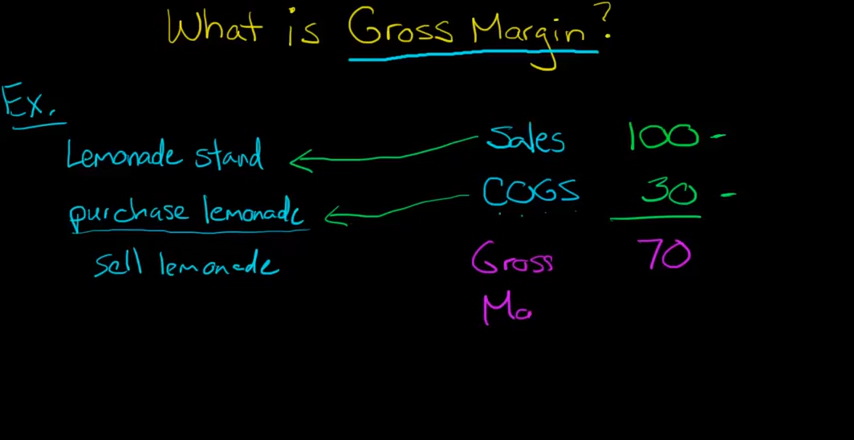 What is Gross Margin?
Ex.
Lemonade stand
purchase lemonade
sell lemonade
Sales 100 -
COGS 30 -
Gross 70
Ma